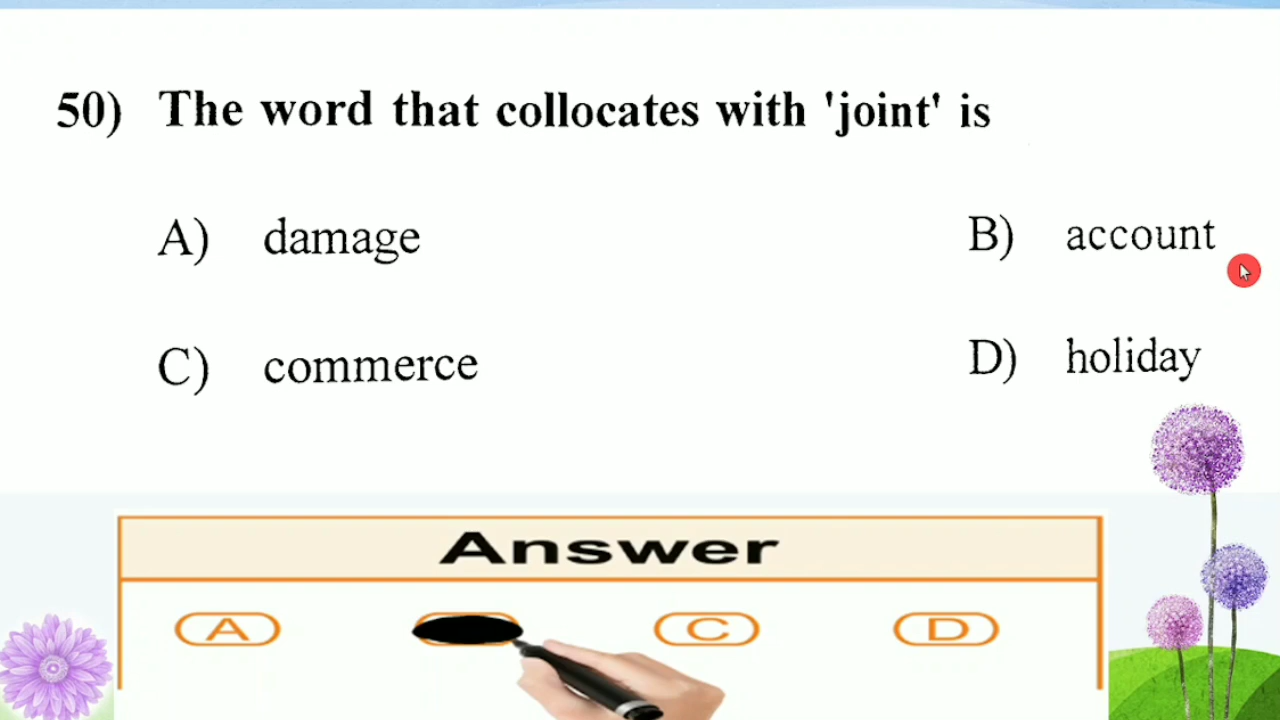 50) The word that collocates with 'joint' is
A) damage B) account
C) commerce D) holiday
Answer
A C D